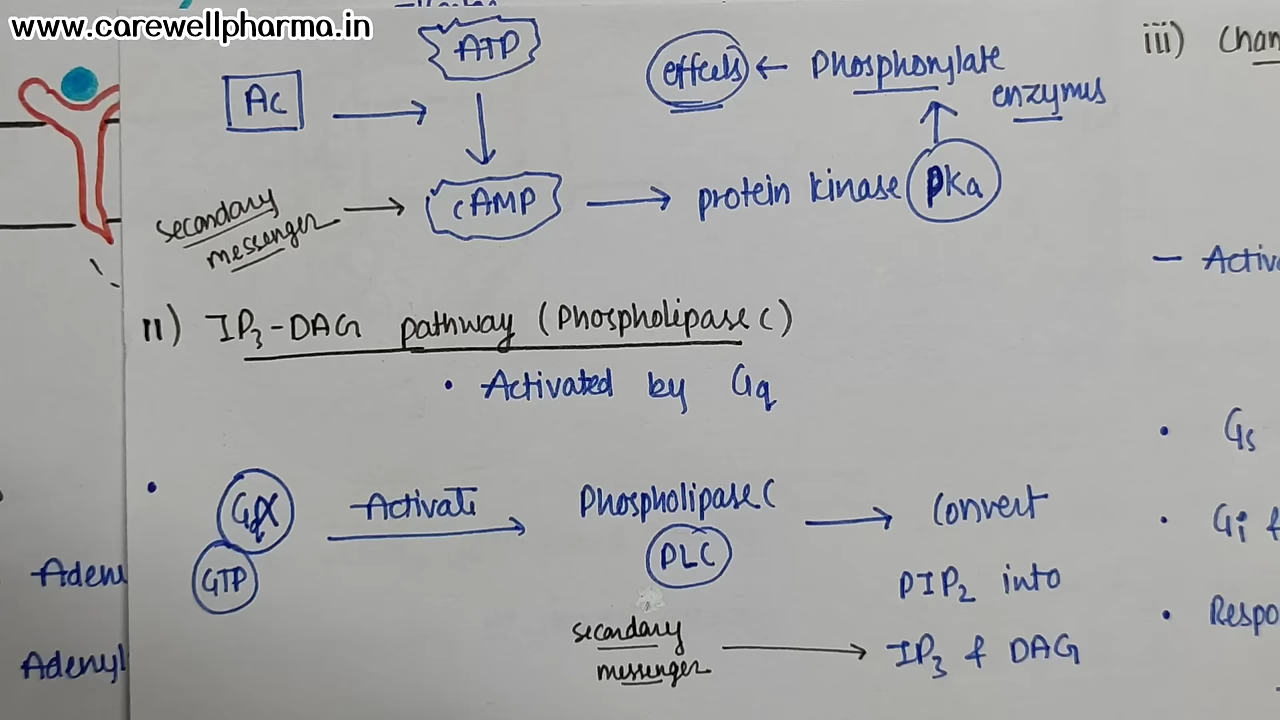 www.carewellpharma.in
ATP
AC
effects ← Phosphorylate
enzymes
cAMP → protein kinase PKa
secondary
messenger
II) IP3-DAG pathway (Phospholipase C)
• Activated by Gq
• Gqα Activate Phospholipase C → Convert
GTP PLC PIP2 into
secondary
messenger → IP3 & DAG
Adenyl
iii) Chan
— Activa
• Gs
• Gi &
• Respo